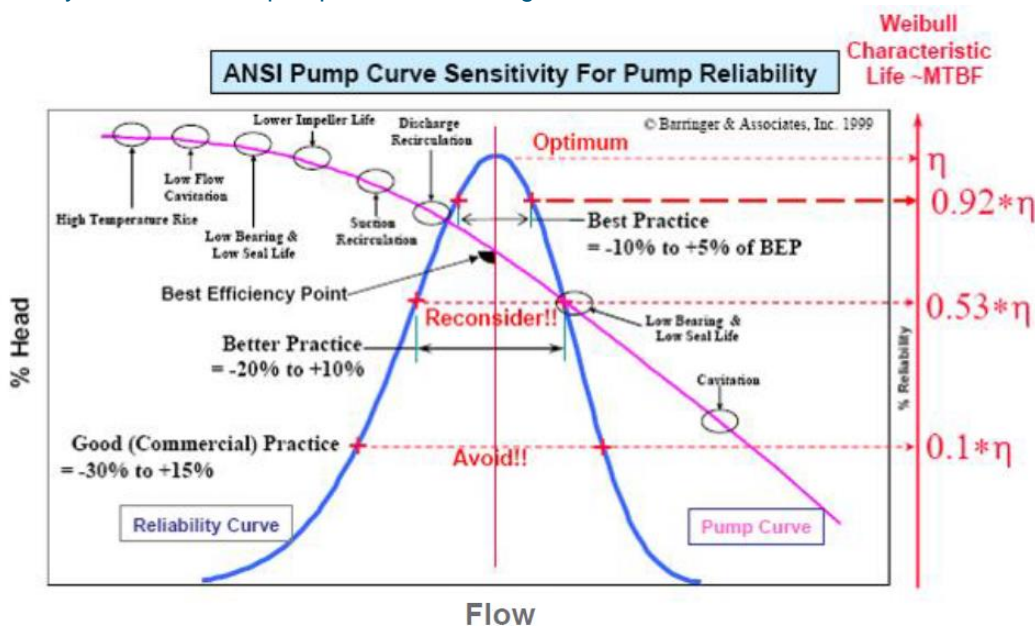 Weibull
Characteristic
Life ~MTBF
ANSI Pump Curve Sensitivity For Pump Reliability
© Barringer & Associates, Inc. 1999
Lower Impeller Life
Discharge
Recirculation
Optimum
η
Low Flow
Cavitation
0.92*η
High Temperature Rise
Low Bearing &
Low Seal Life
Suction
Recirculation
Best Practice
= -10% to +5% of BEP
Best Efficiency Point
0.53*η
Reconsider!!
Low Bearing &
Low Seal Life
Better Practice
= -20% to +10%
% Head
% Reliability
Cavitation
Good (Commercial) Practice
= -30% to +15%
Avoid!!
0.1*η
Reliability Curve
Pump Curve
Flow